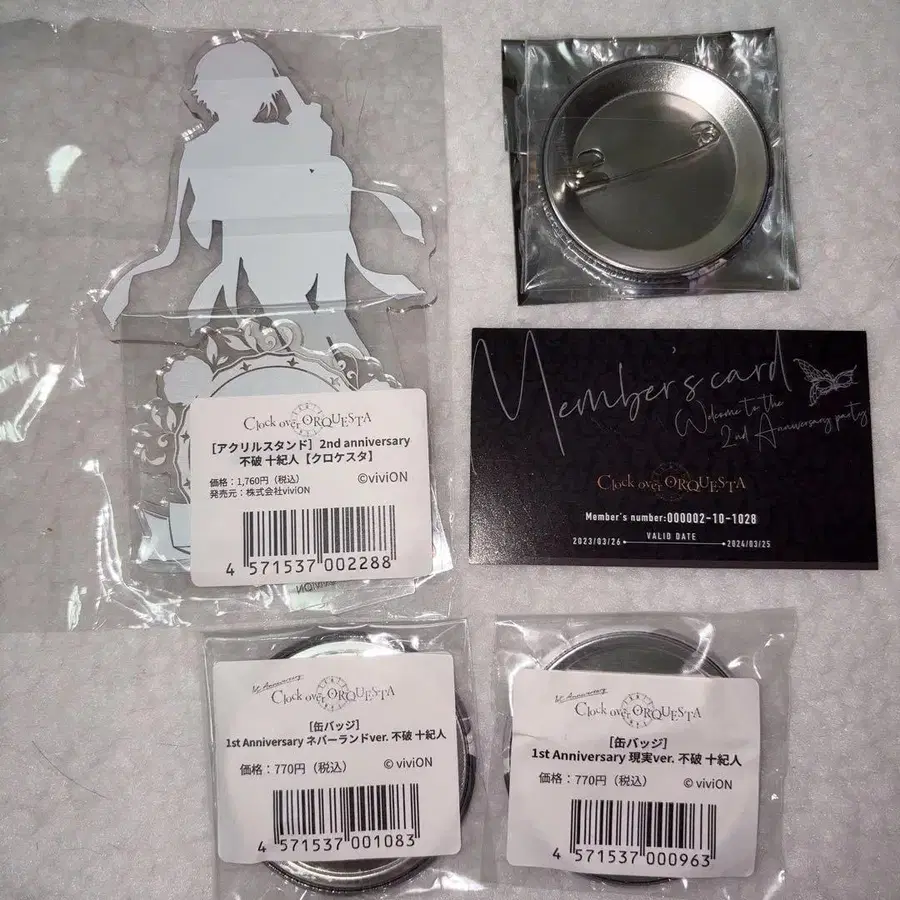 Clock over ORQUESTA
[アクリルスタンド] 2nd anniversary
不破 十紀人【クロケスタ】
価格：1,760円（税込）
発売元：株式会社viviON
©viviON
4 571537 002288
Member's card
Welcome to the
2nd Anniversary party
Clock over ORQUESTA
Member's number:000002-10-1028
VALID DATE
2023/03/26
2024/03/25
1st Anniversary
Clock over ORQUESTA
[缶バッジ]
1st Anniversary ネバーランドver. 不破 十紀人
価格：770円（税込）
© viviON
4 571537 001083
1st Anniversary
Clock over ORQUESTA
[缶バッジ]
1st Anniversary 現実ver. 不破 十紀人
価格：770円（税込）
© viviON
4 571537 000963